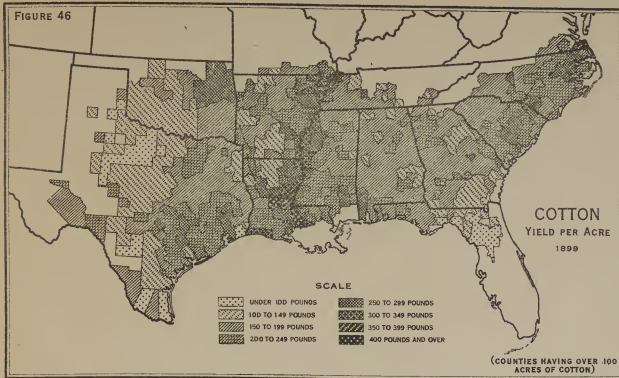 FIGURE 46
COTTON
YIELD PER ACRE
1899
SCALE
UNDER 100 POUNDS
100 TO 149 POUNDS
150 TO 199 POUNDS
200 TO 249 POUNDS
250 TO 299 POUNDS
300 TO 349 POUNDS
350 TO 399 POUNDS
400 POUNDS AND OVER
(COUNTIES HAVING OVER 100
ACRES OF COTTON)